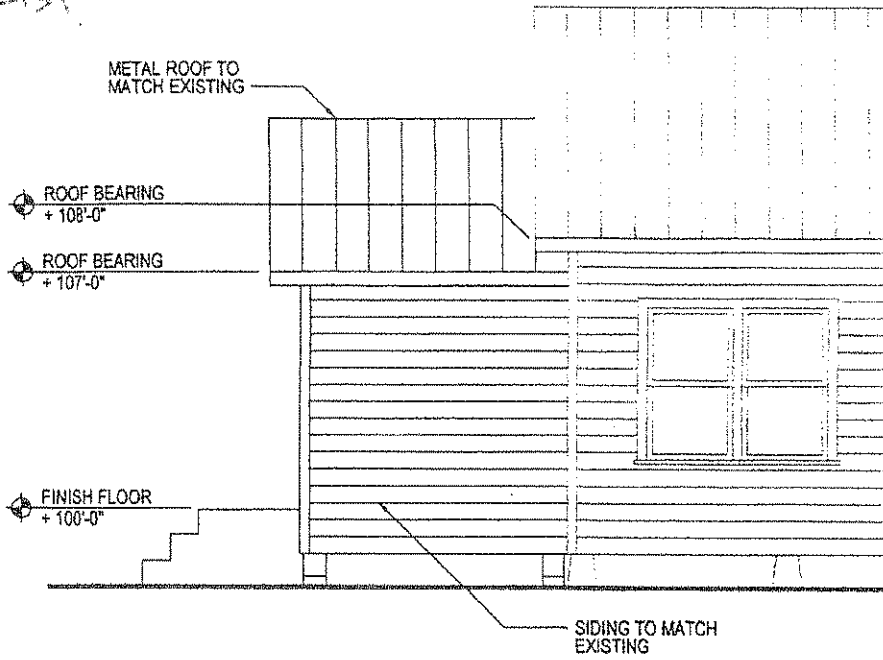 METAL ROOF TO
MATCH EXISTING
ROOF BEARING
+ 108'-0"
ROOF BEARING
+ 107'-0"
FINISH FLOOR
+ 100'-0"
SIDING TO MATCH
EXISTING